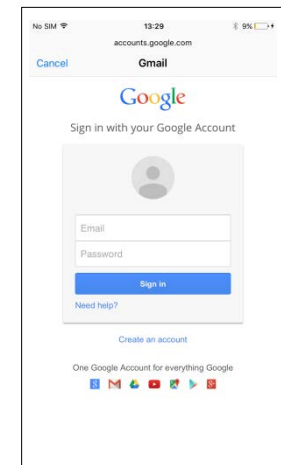 No SIM 13:29 9%
accounts.google.com
Cancel Gmail
Google
Sign in with your Google Account
Email
Password
Sign in
Need help?
Create an account
One Google Account for everything Google